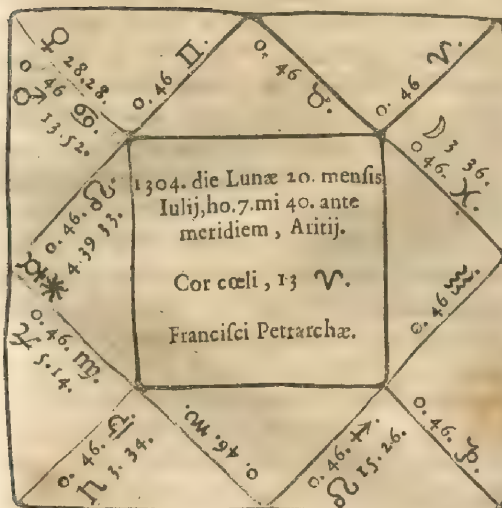 ♀ 28.28.
0 46 ♋.
♂ 13.52.
0. 46 ♊.
0. 46 ♉.
0. 46 ♈.
☽ 3 36.
0 46. ♓.
0. 46. ♌
4. 39 33.
1304. die Lunæ 20. menſis
Iulij, ho. 7. mi 40. ante
meridiem, Aritij.
Cor cœli, 13 ♈.
Franciſci Petrarchæ.
0. 46 ♒.
0. 46. ♍.
♃ 5.14.
0. 46. ♎
♄ 3. 34.
0. 46. ♏.
0. 46. ♐.
☊ 15. 26.
0. 46. ♑.